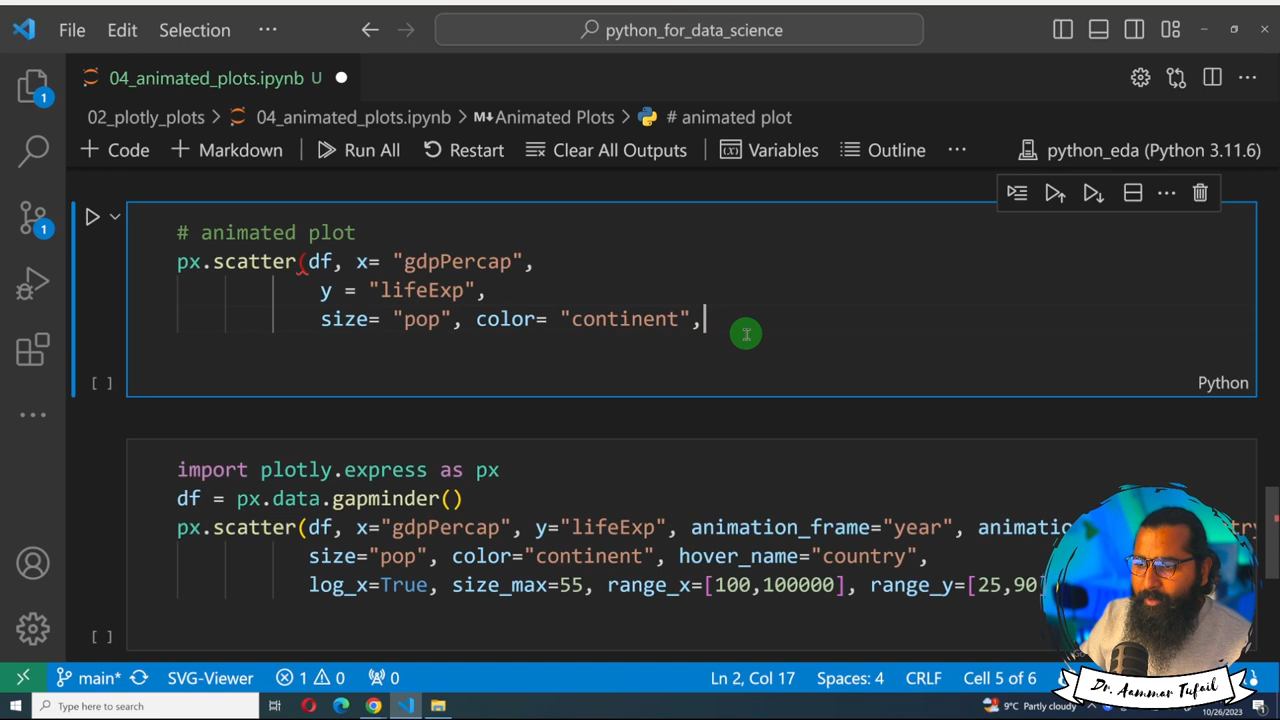 File Edit Selection ··· python_for_data_science
04_animated_plots.ipynb U
02_plotly_plots > 04_animated_plots.ipynb > M↓Animated Plots > # animated plot
+ Code + Markdown Run All Restart Clear All Outputs (x) Variables Outline ··· python_eda (Python 3.11.6)
1
# animated plot
px.scatter(df, x= "gdpPercap",
1
y = "lifeExp",
size= "pop", color= "continent",
[ ] Python
import plotly.express as px
df = px.data.gapminder()
px.scatter(df, x="gdpPercap", y="lifeExp", animation_frame="year", animation
size="pop", color="continent", hover_name="country",
log_x=True, size_max=55, range_x=[100,100000], range_y=[25,90]
[ ]
main* SVG-Viewer 1 0 0 Ln 2, Col 17 Spaces: 4 CRLF Cell 5 of 6
Dr. Aammar Tufail
Type here to search 9°C Partly cloudy 10/26/2023